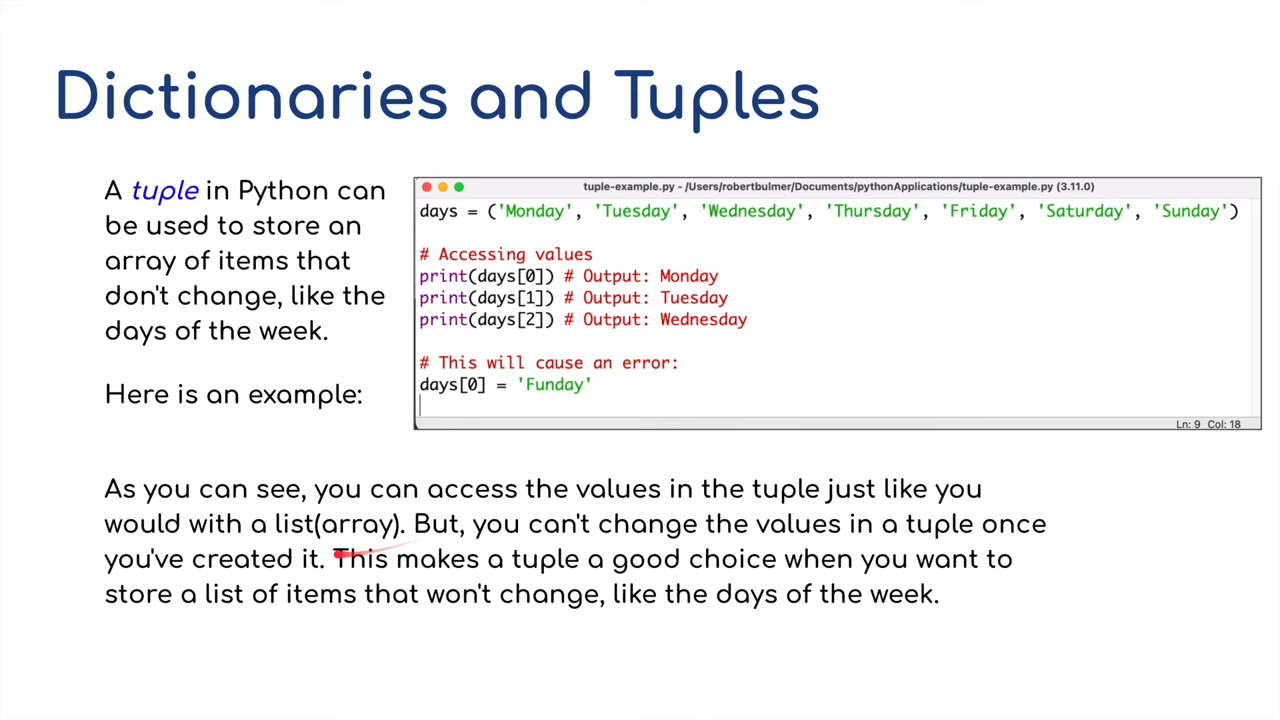 Dictionaries and Tuples
A tuple in Python can
be used to store an
array of items that
don't change, like the
days of the week.
Here is an example:
tuple-example.py - /Users/robertbulmer/Documents/pythonApplications/tuple-example.py (3.11.0)
days = ('Monday', 'Tuesday', 'Wednesday', 'Thursday', 'Friday', 'Saturday', 'Sunday')
# Accessing values
print(days[0]) # Output: Monday
print(days[1]) # Output: Tuesday
print(days[2]) # Output: Wednesday
# This will cause an error:
days[0] = 'Funday'
Ln: 9 Col: 18
As you can see, you can access the values in the tuple just like you
would with a list(array). But, you can't change the values in a tuple once
you've created it. This makes a tuple a good choice when you want to
store a list of items that won't change, like the days of the week.